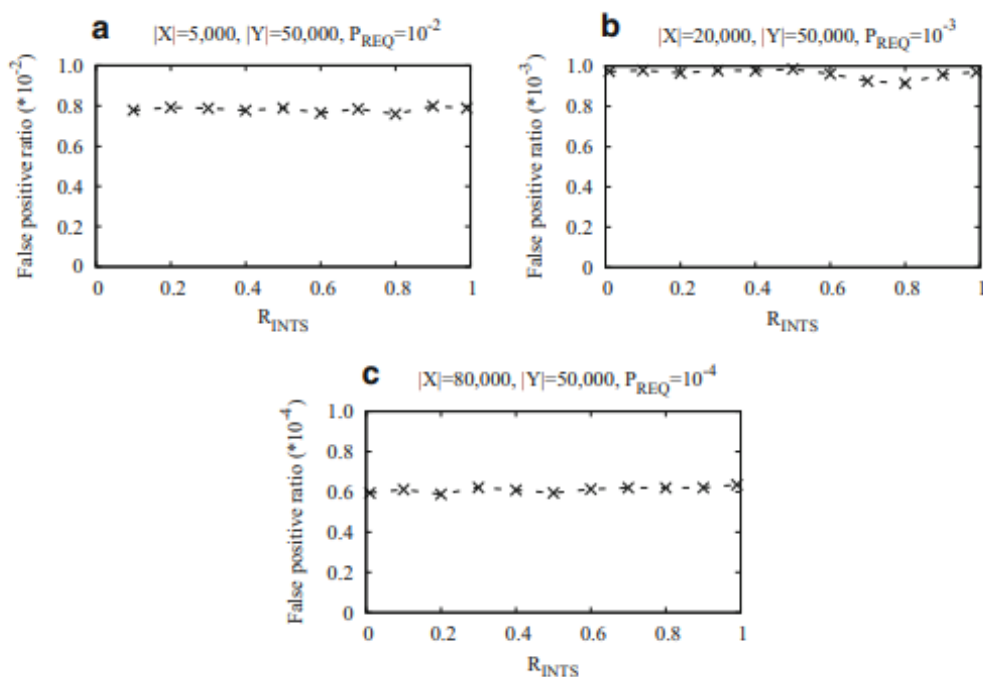 a
|X|=5,000, |Y|=50,000, P_REQ=10^-2
False positive ratio (*10^-2)
1.0
0.8
0.6
0.4
0.2
0
0 0.2 0.4 0.6 0.8 1
R_INTS
b
|X|=20,000, |Y|=50,000, P_REQ=10^-3
False positive ratio (*10^-3)
1.0
0.8
0.6
0.4
0.2
0
0 0.2 0.4 0.6 0.8 1
R_INTS
c
|X|=80,000, |Y|=50,000, P_REQ=10^-4
False positive ratio (*10^-4)
1.0
0.8
0.6
0.4
0.2
0
0 0.2 0.4 0.6 0.8 1
R_INTS